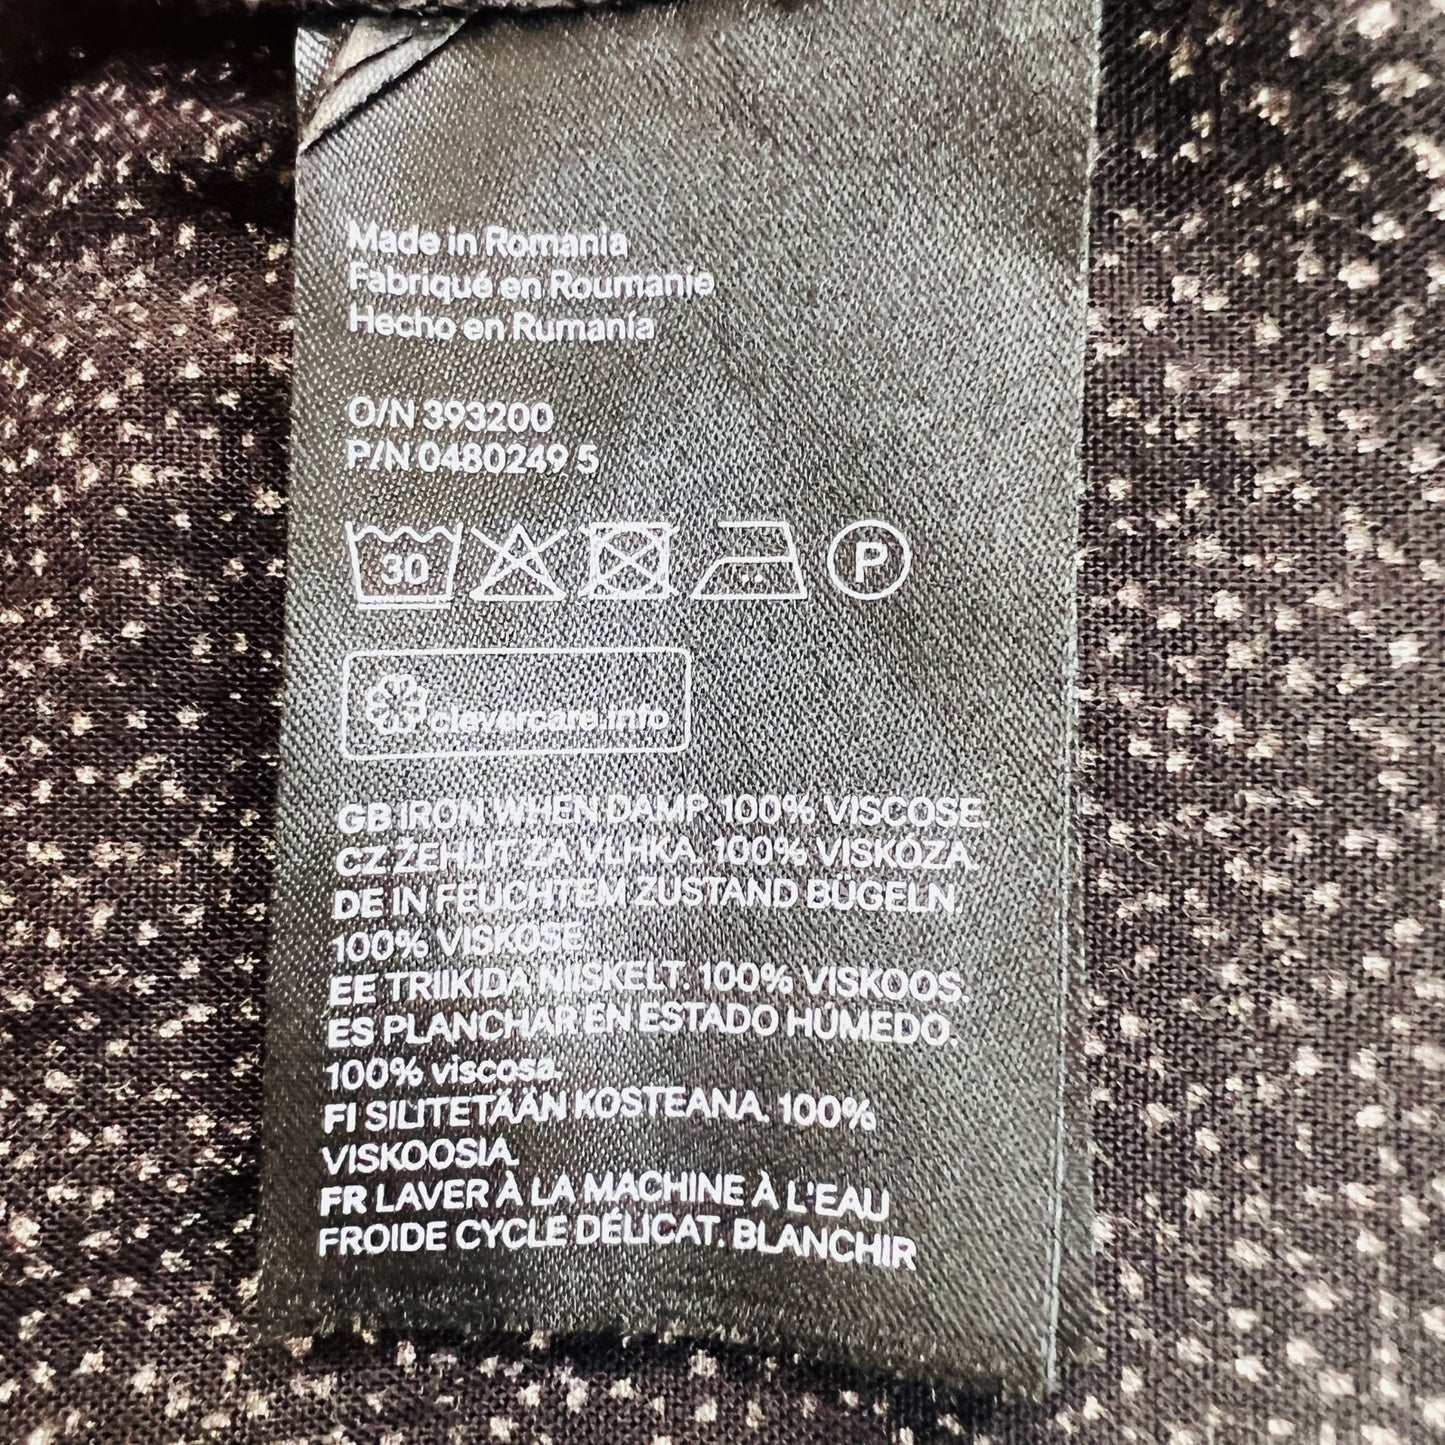 Made in Romania
Fabriqué en Roumanie
Hecho en Rumanía
O/N 393200
P/N 0480249 5
30 P
clevercare.info
GB IRON WHEN DAMP. 100% VISCOSE.
CZ ŽEHLIT ZA VLHKA. 100% VISKÓZA.
DE IN FEUCHTEM ZUSTAND BÜGELN.
100% VISKOSE.
EE TRIIKIDA NIISKELT. 100% VISKOOS.
ES PLANCHAR EN ESTADO HÚMEDO.
100% viscosa.
FI SILITETÄÄN KOSTEANA. 100%
VISKOOSIA.
FR LAVER À LA MACHINE À L'EAU
FROIDE CYCLE DÉLICAT. BLANCHIR